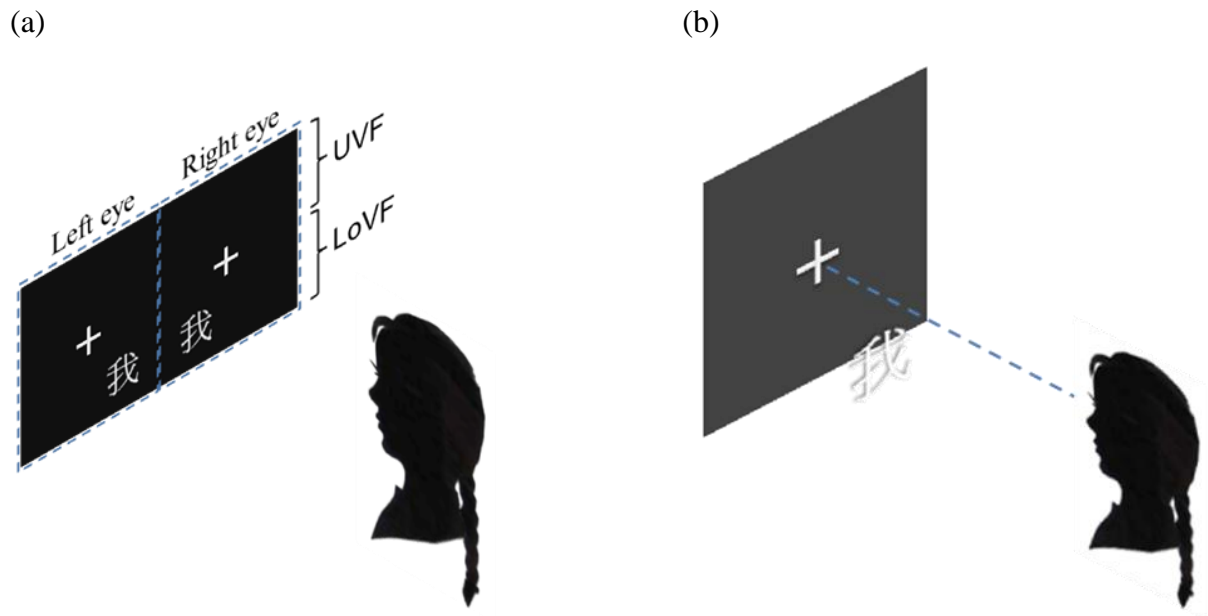 (a)
Left eye
Right eye
UVF
LoVF
+
+
我
我
(b)
+
我